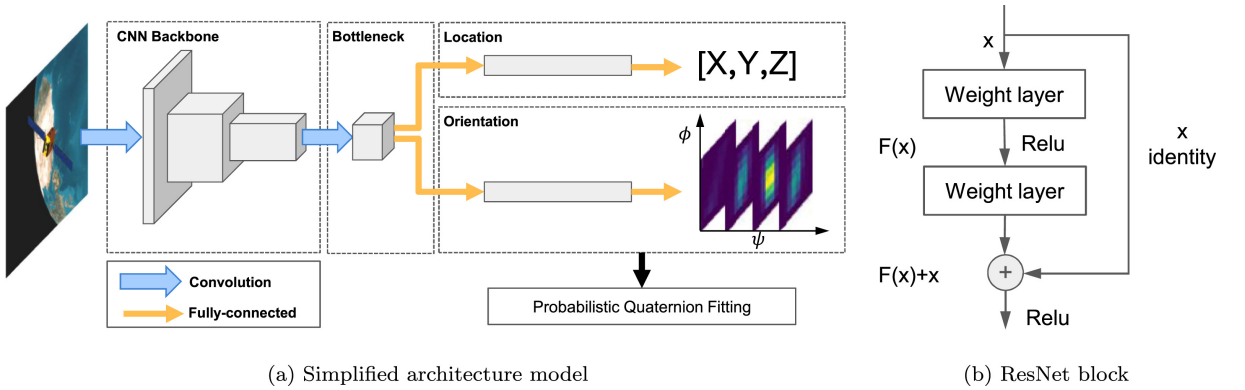 CNN Backbone
Bottleneck
Location
[X,Y,Z]
Orientation
ϕ
ψ
Convolution
Fully-connected
Probabilistic Quaternion Fitting
(a) Simplified architecture model
x
Weight layer
F(x)
Relu
x
identity
Weight layer
F(x)+x
+
Relu
(b) ResNet block